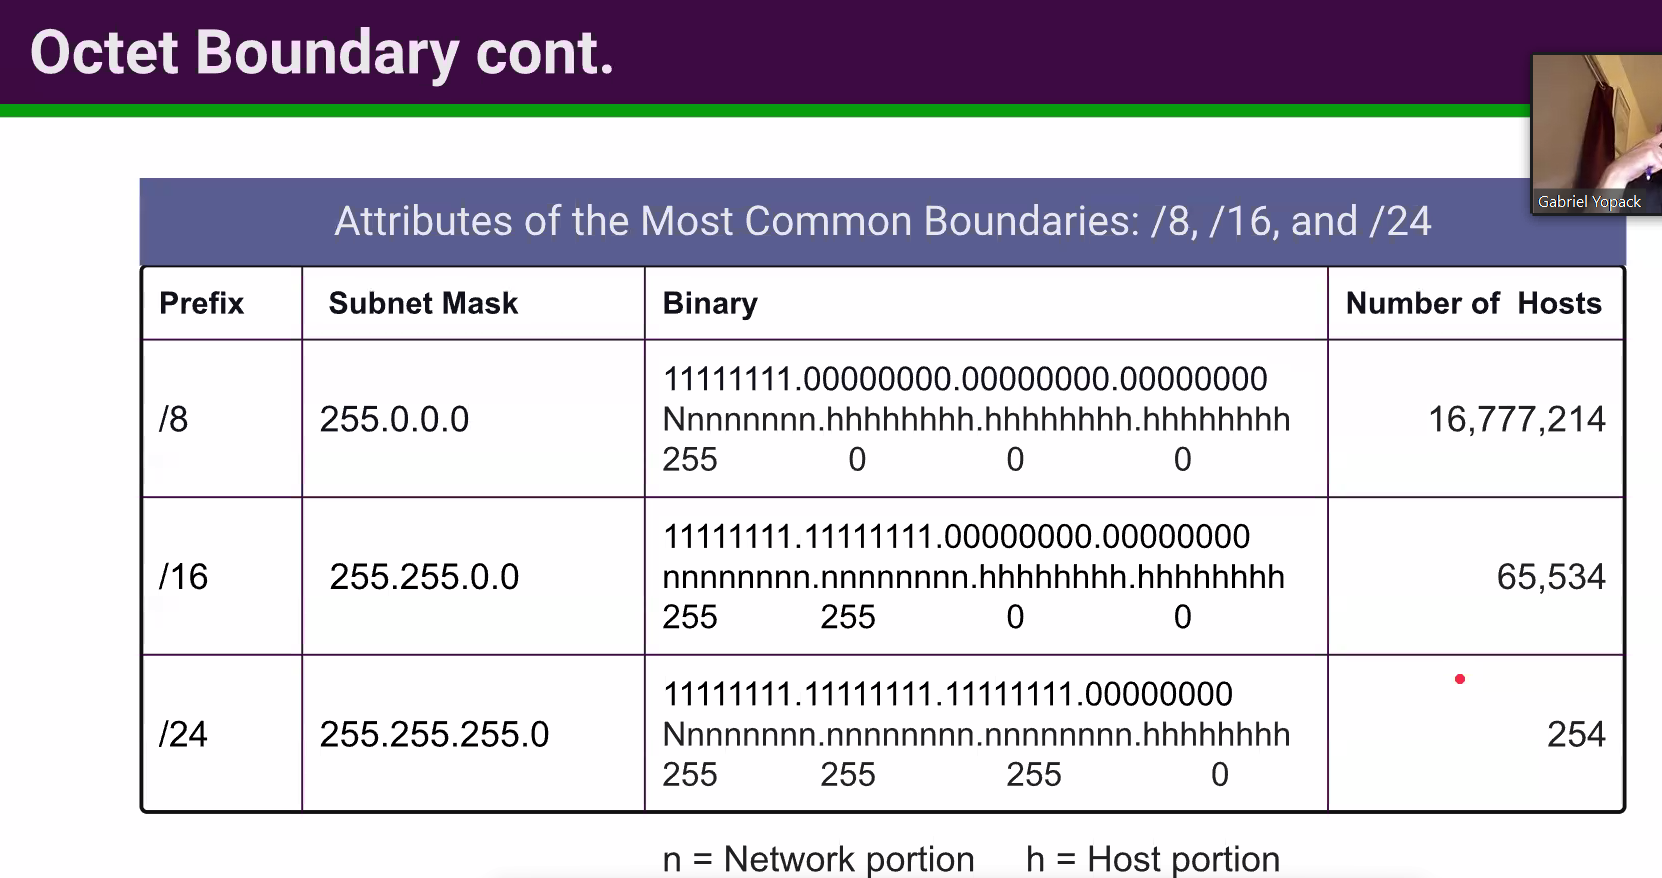 Octet Boundary cont.
Gabriel Yopack
Attributes of the Most Common Boundaries: /8, /16, and /24
Prefix Subnet Mask Binary Number of Hosts
/8 255.0.0.0 11111111.00000000.00000000.00000000
Nnnnnnnn.hhhhhhhh.hhhhhhhh.hhhhhhhh
255 0 0 0
16,777,214
/16 255.255.0.0 11111111.11111111.00000000.00000000
nnnnnnnn.nnnnnnnn.hhhhhhhh.hhhhhhhh
255 255 0 0
65,534
/24 255.255.255.0 11111111.11111111.11111111.00000000
Nnnnnnnn.nnnnnnnn.nnnnnnnn.hhhhhhhh
255 255 255 0
254
n = Network portion h = Host portion